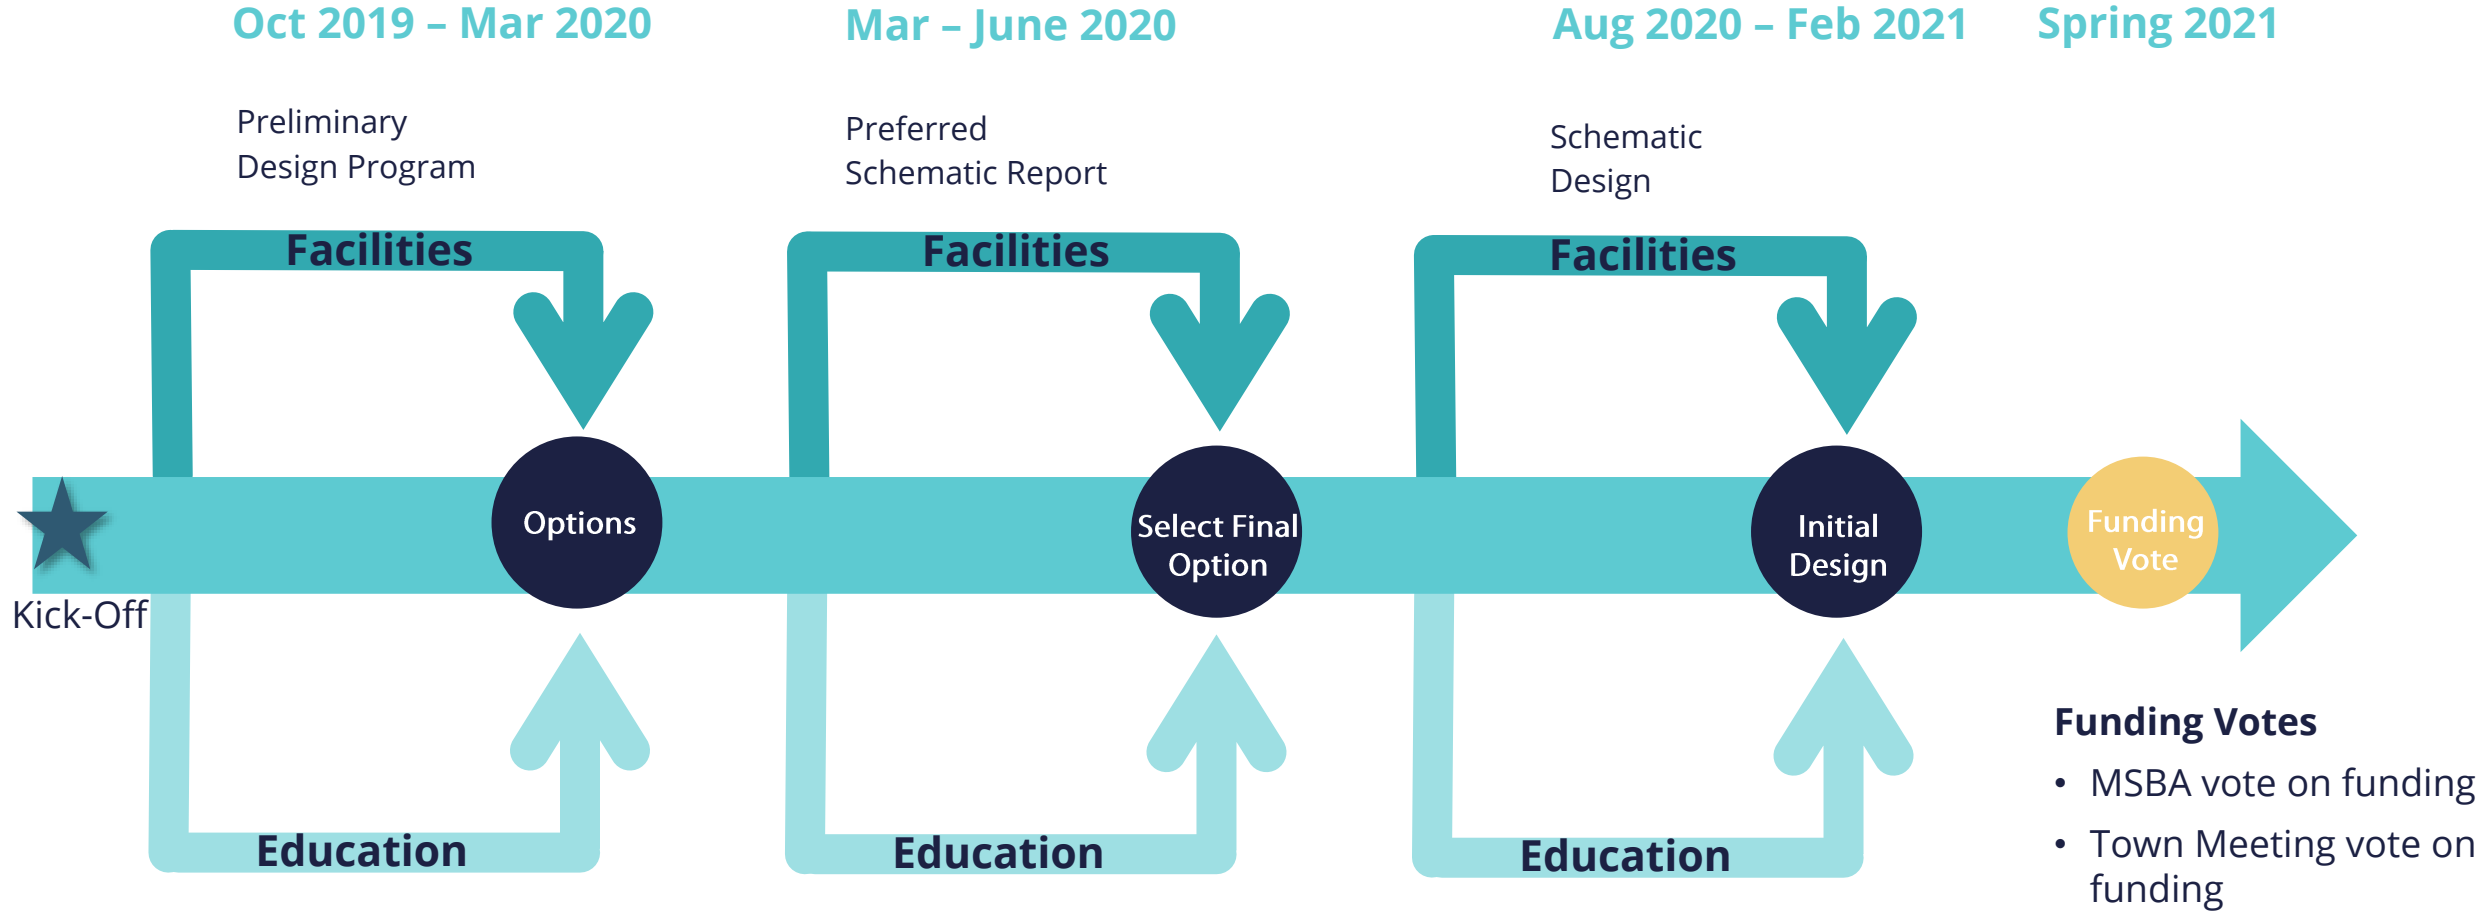 Oct 2019 – Mar 2020
Mar – June 2020
Aug 2020 – Feb 2021
Spring 2021
Preliminary
Design Program
Preferred
Schematic Report
Schematic
Design
Facilities
Facilities
Facilities
Kick-Off
Options
Select Final
Option
Initial
Design
Funding
Vote
Education
Education
Education
Funding Votes
• MSBA vote on funding
• Town Meeting vote on
funding